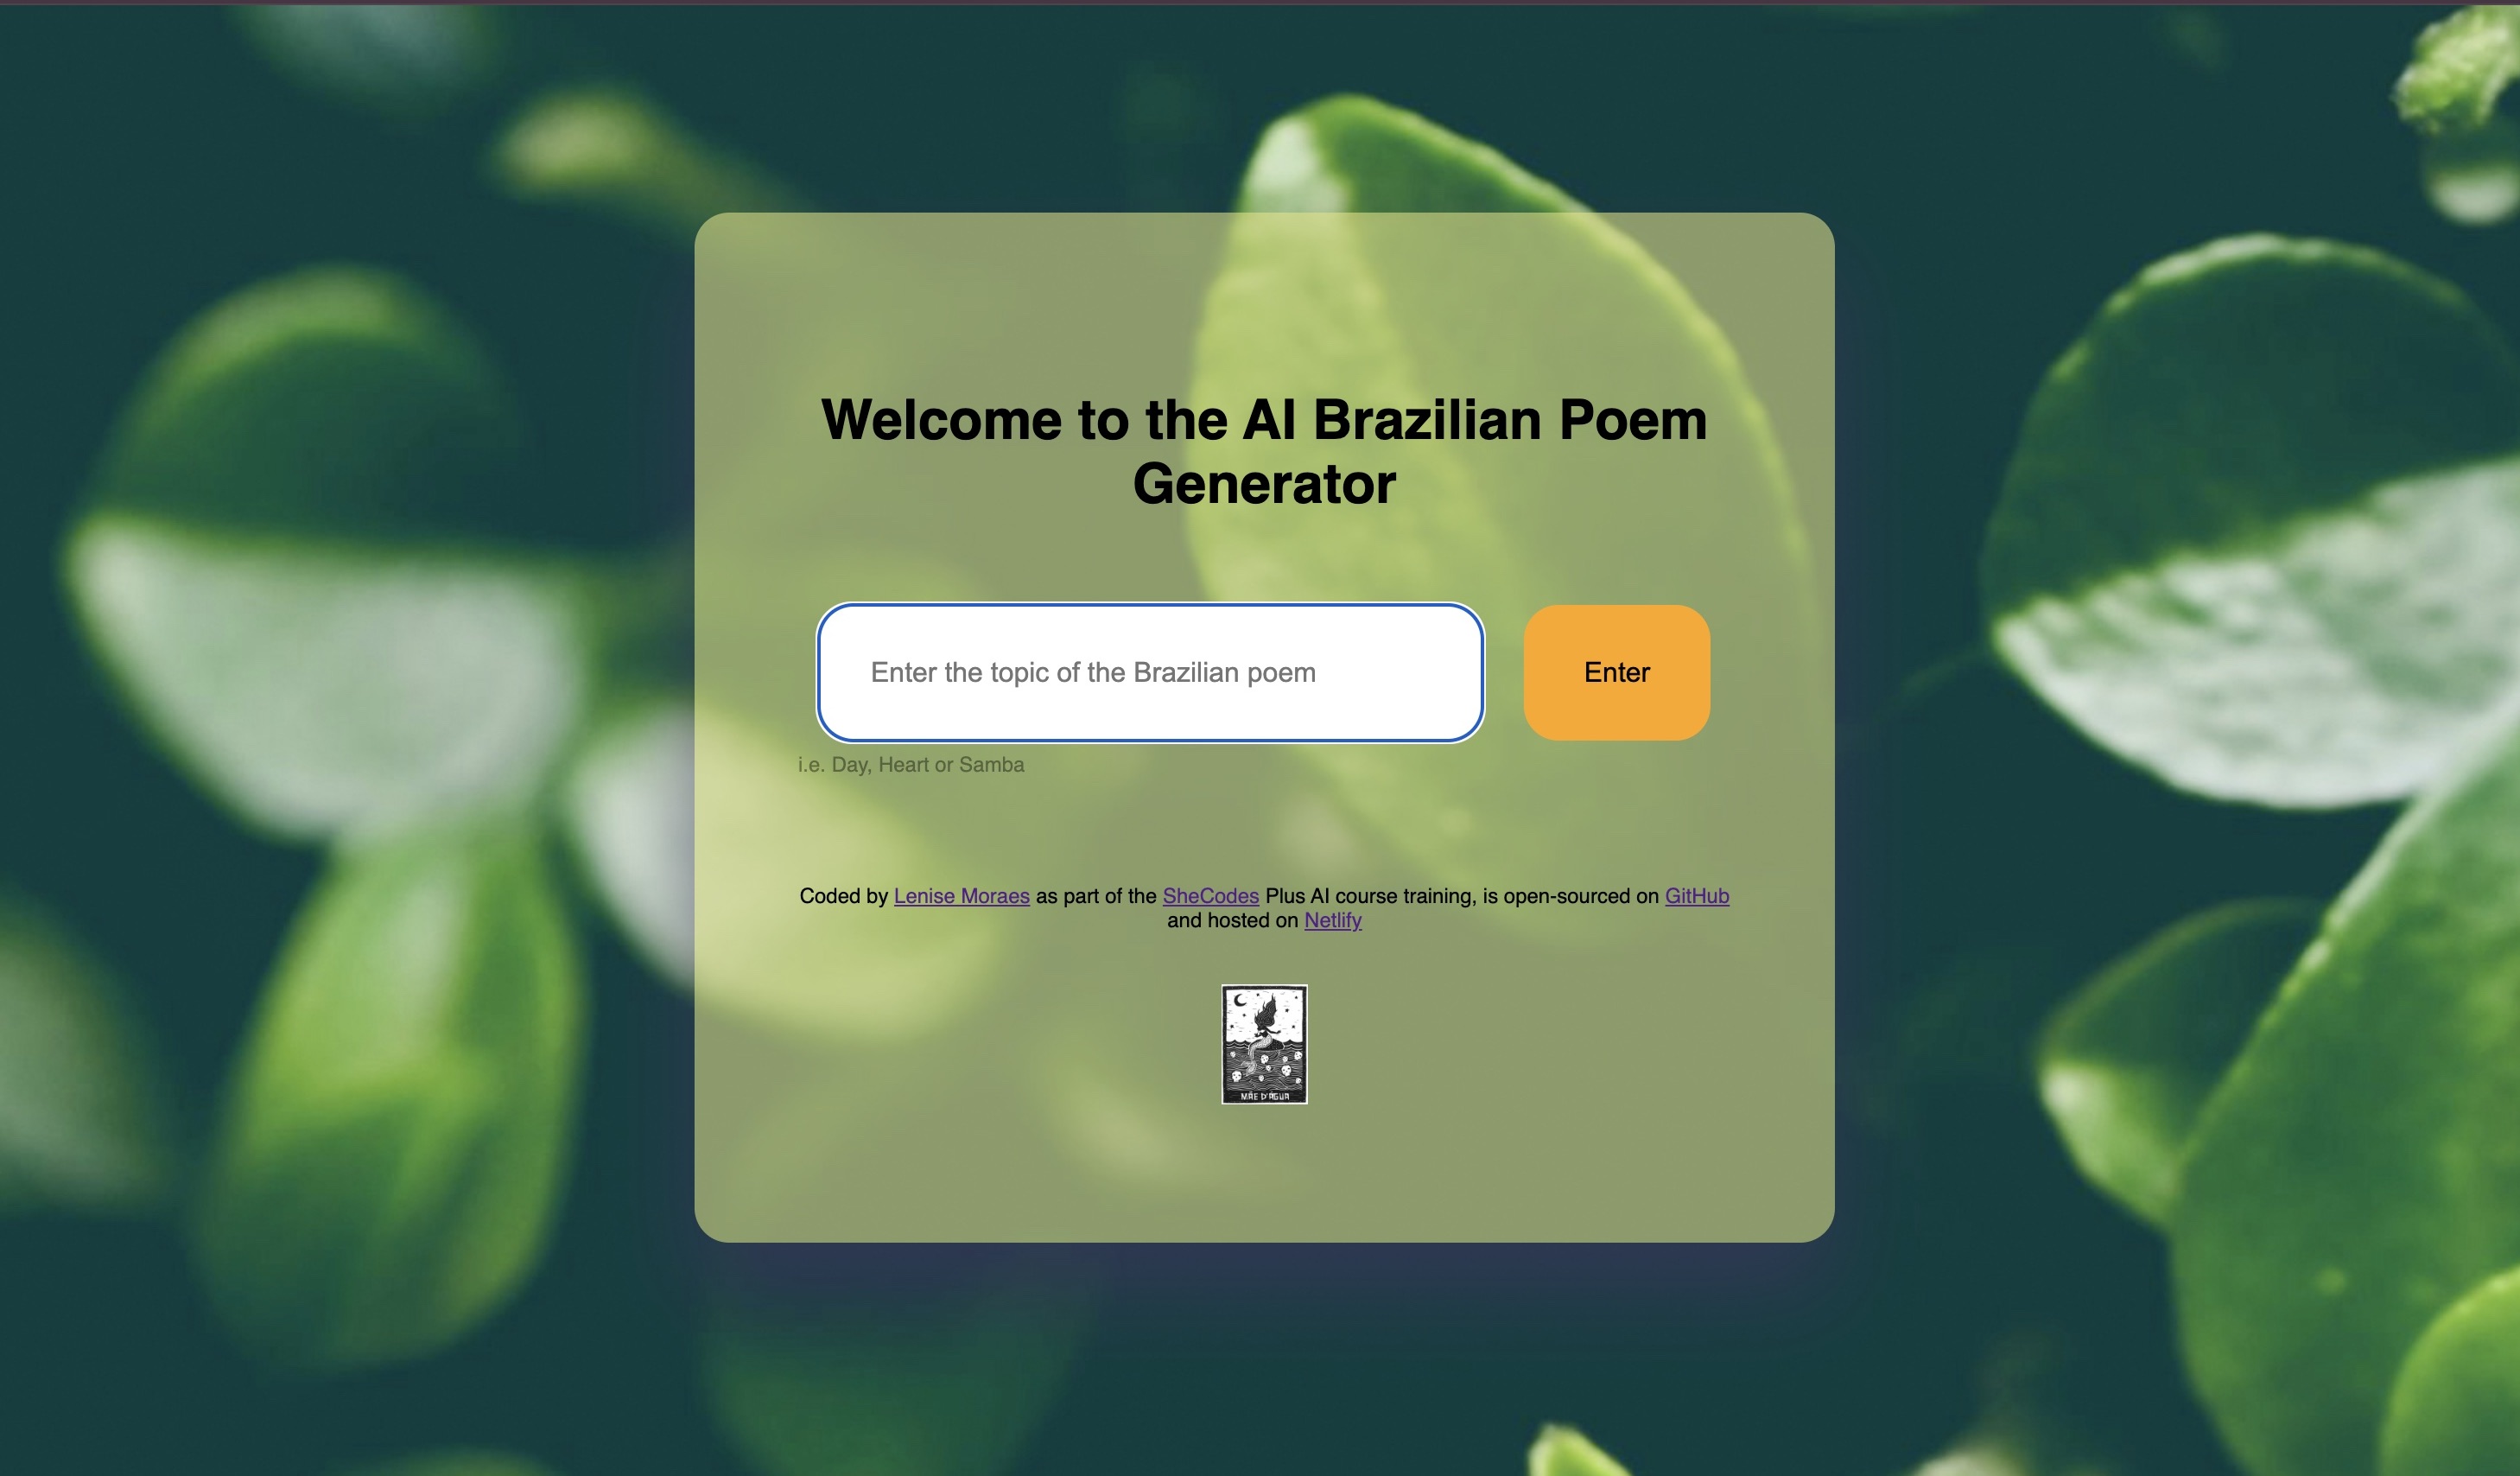 Welcome to the AI Brazilian Poem
Generator
Enter the topic of the Brazilian poem
Enter
i.e. Day, Heart or Samba
Coded by Lenise Moraes as part of the SheCodes Plus AI course training, is open-sourced on GitHub
and hosted on Netlify
MÃE D'AGUA